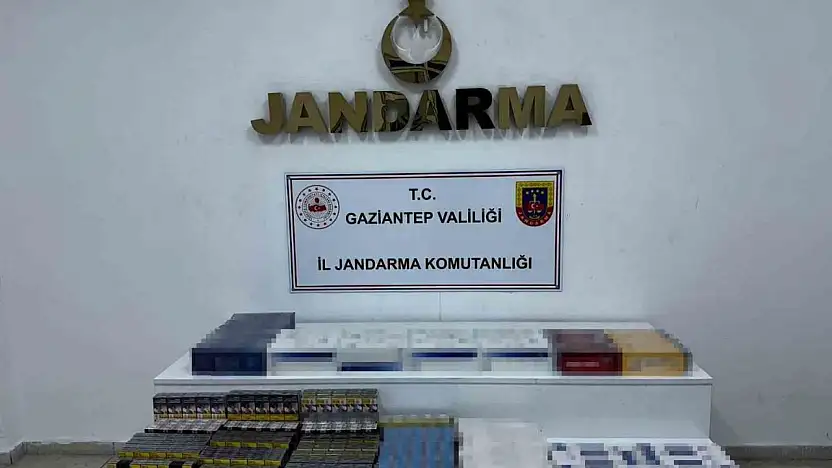 JANDARMA
T.C.
GAZİANTEP VALİLİĞİ
İL JANDARMA KOMUTANLIĞI